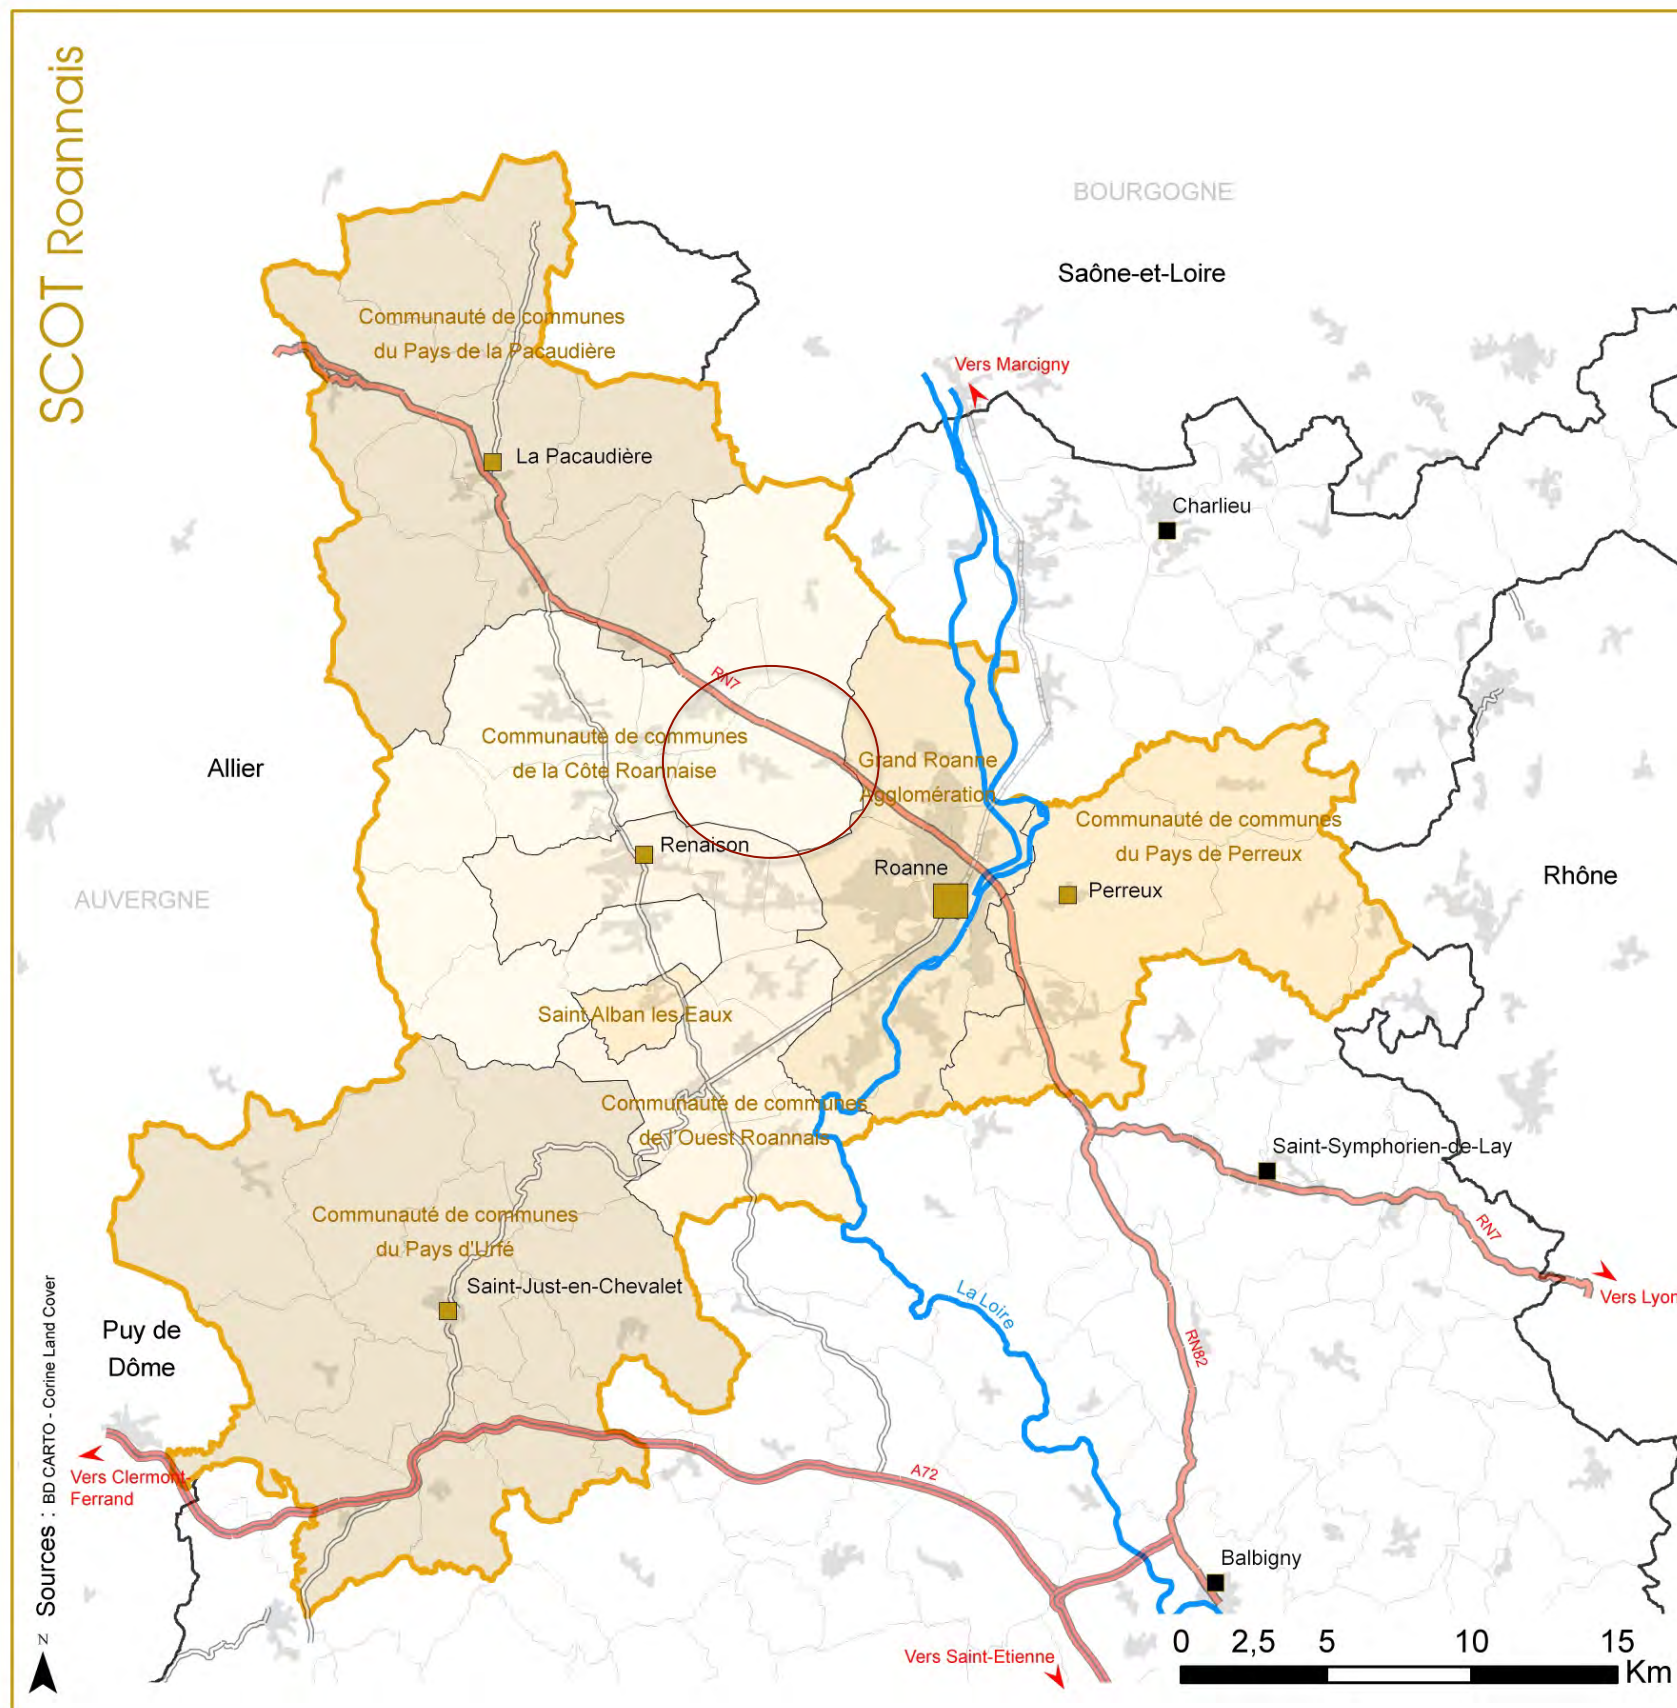 SCOT Roannais
BOURGOGNE
Saône-et-Loire
Communauté de communes
du Pays de la Pacaudière
Vers Marcigny
La Pacaudière
Charlieu
RN7
Communauté de communes
de la Côte Roannaise
Allier
Grand Roanne
Agglomération
Communauté de communes
du Pays de Perreux
Renaison
Roanne
Perreux
Rhône
AUVERGNE
Saint Alban les Eaux
Communauté de communes
de l'Ouest Roannais
Saint-Symphorien-de-Lay
Communauté de communes
du Pays d'Urfé
RN7
Saint-Just-en-Chevalet
La Loire
Vers Lyon
Puy de
Dôme
RN82
Vers Clermont-
Ferrand
A72
Balbigny
Vers Saint-Etienne
0 2,5 5 10 15
Km
N
Sources : BD CARTO - Corine Land Cover